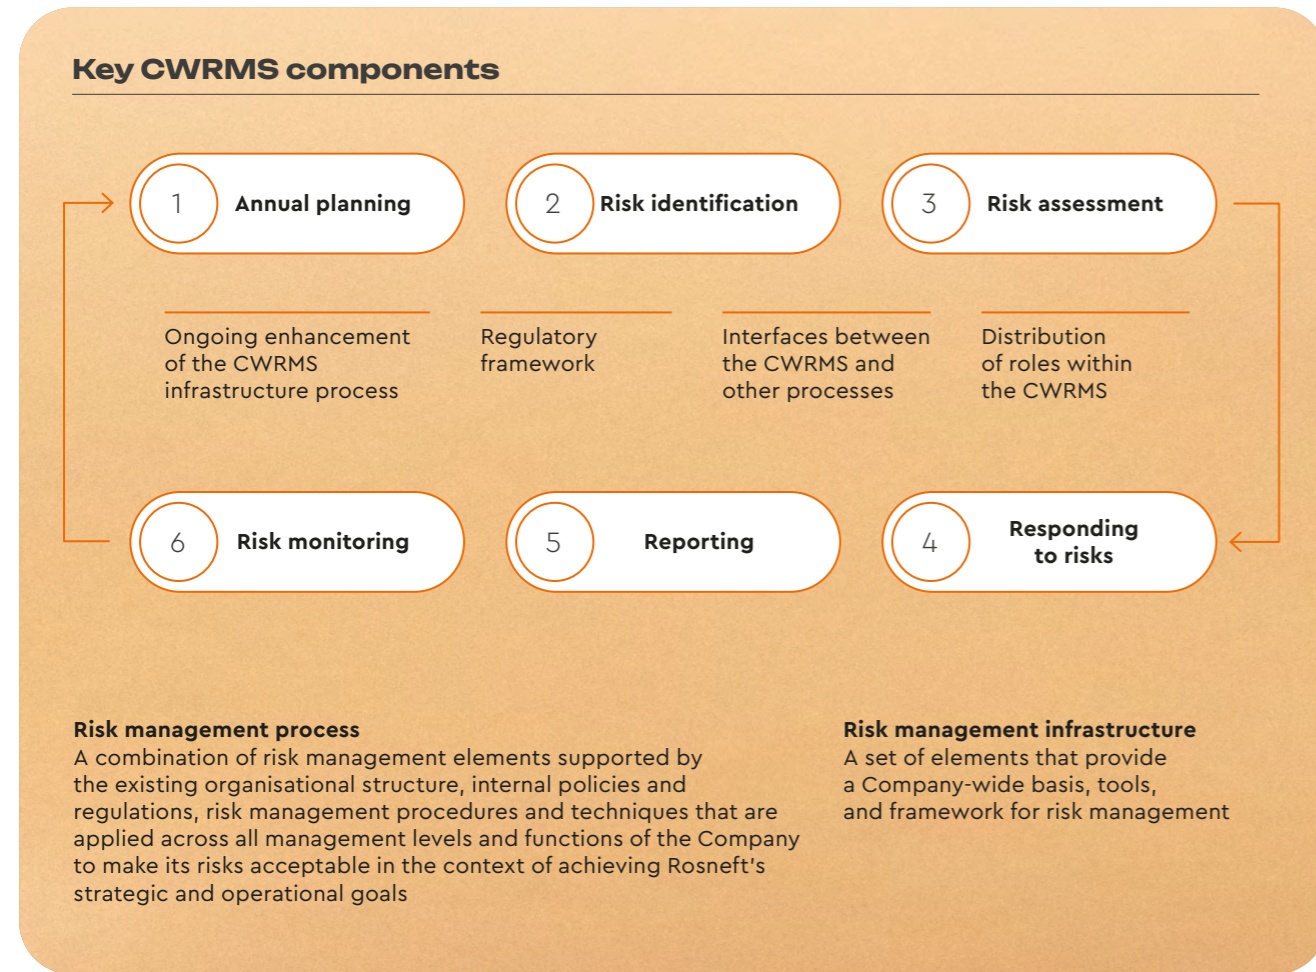 Key CWRMS components
1 Annual planning
2 Risk identification
3 Risk assessment
Ongoing enhancement
of the CWRMS
infrastructure process
Regulatory
framework
Interfaces between
the CWRMS and
other processes
Distribution
of roles within
the CWRMS
6 Risk monitoring
5 Reporting
4 Responding
to risks
Risk management process
A combination of risk management elements supported by
the existing organisational structure, internal policies and
regulations, risk management procedures and techniques that are
applied across all management levels and functions of the Company
to make its risks acceptable in the context of achieving Rosneft's
strategic and operational goals
Risk management infrastructure
A set of elements that provide
a Company-wide basis, tools,
and framework for risk management